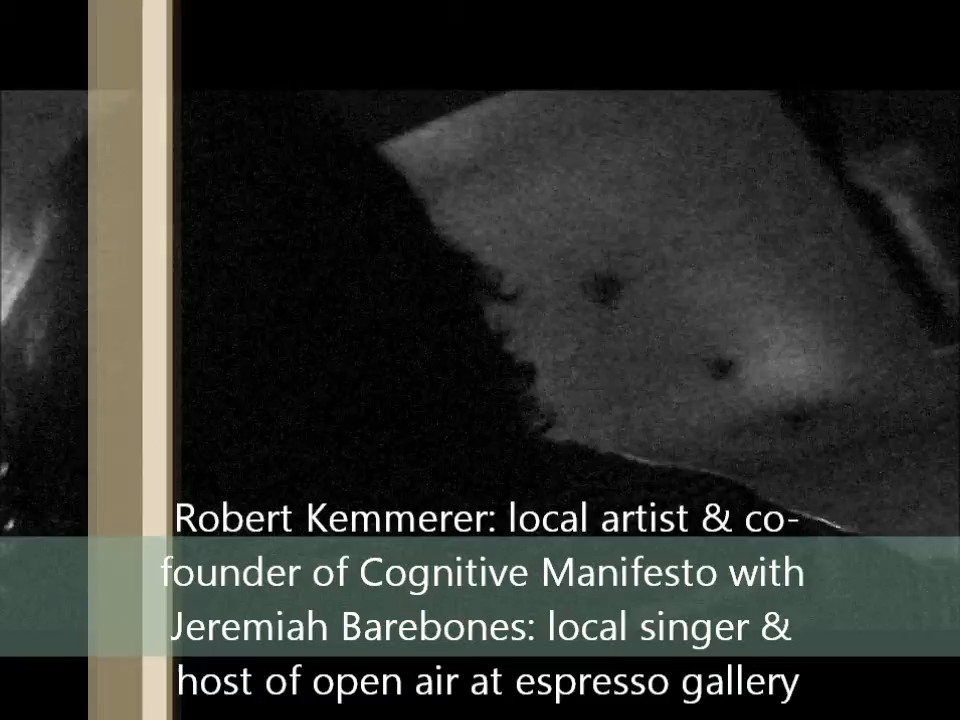 Robert Kemmerer: local artist & co-
founder of Cognitive Manifesto with
Jeremiah Barebones: local singer &
host of open air at espresso gallery